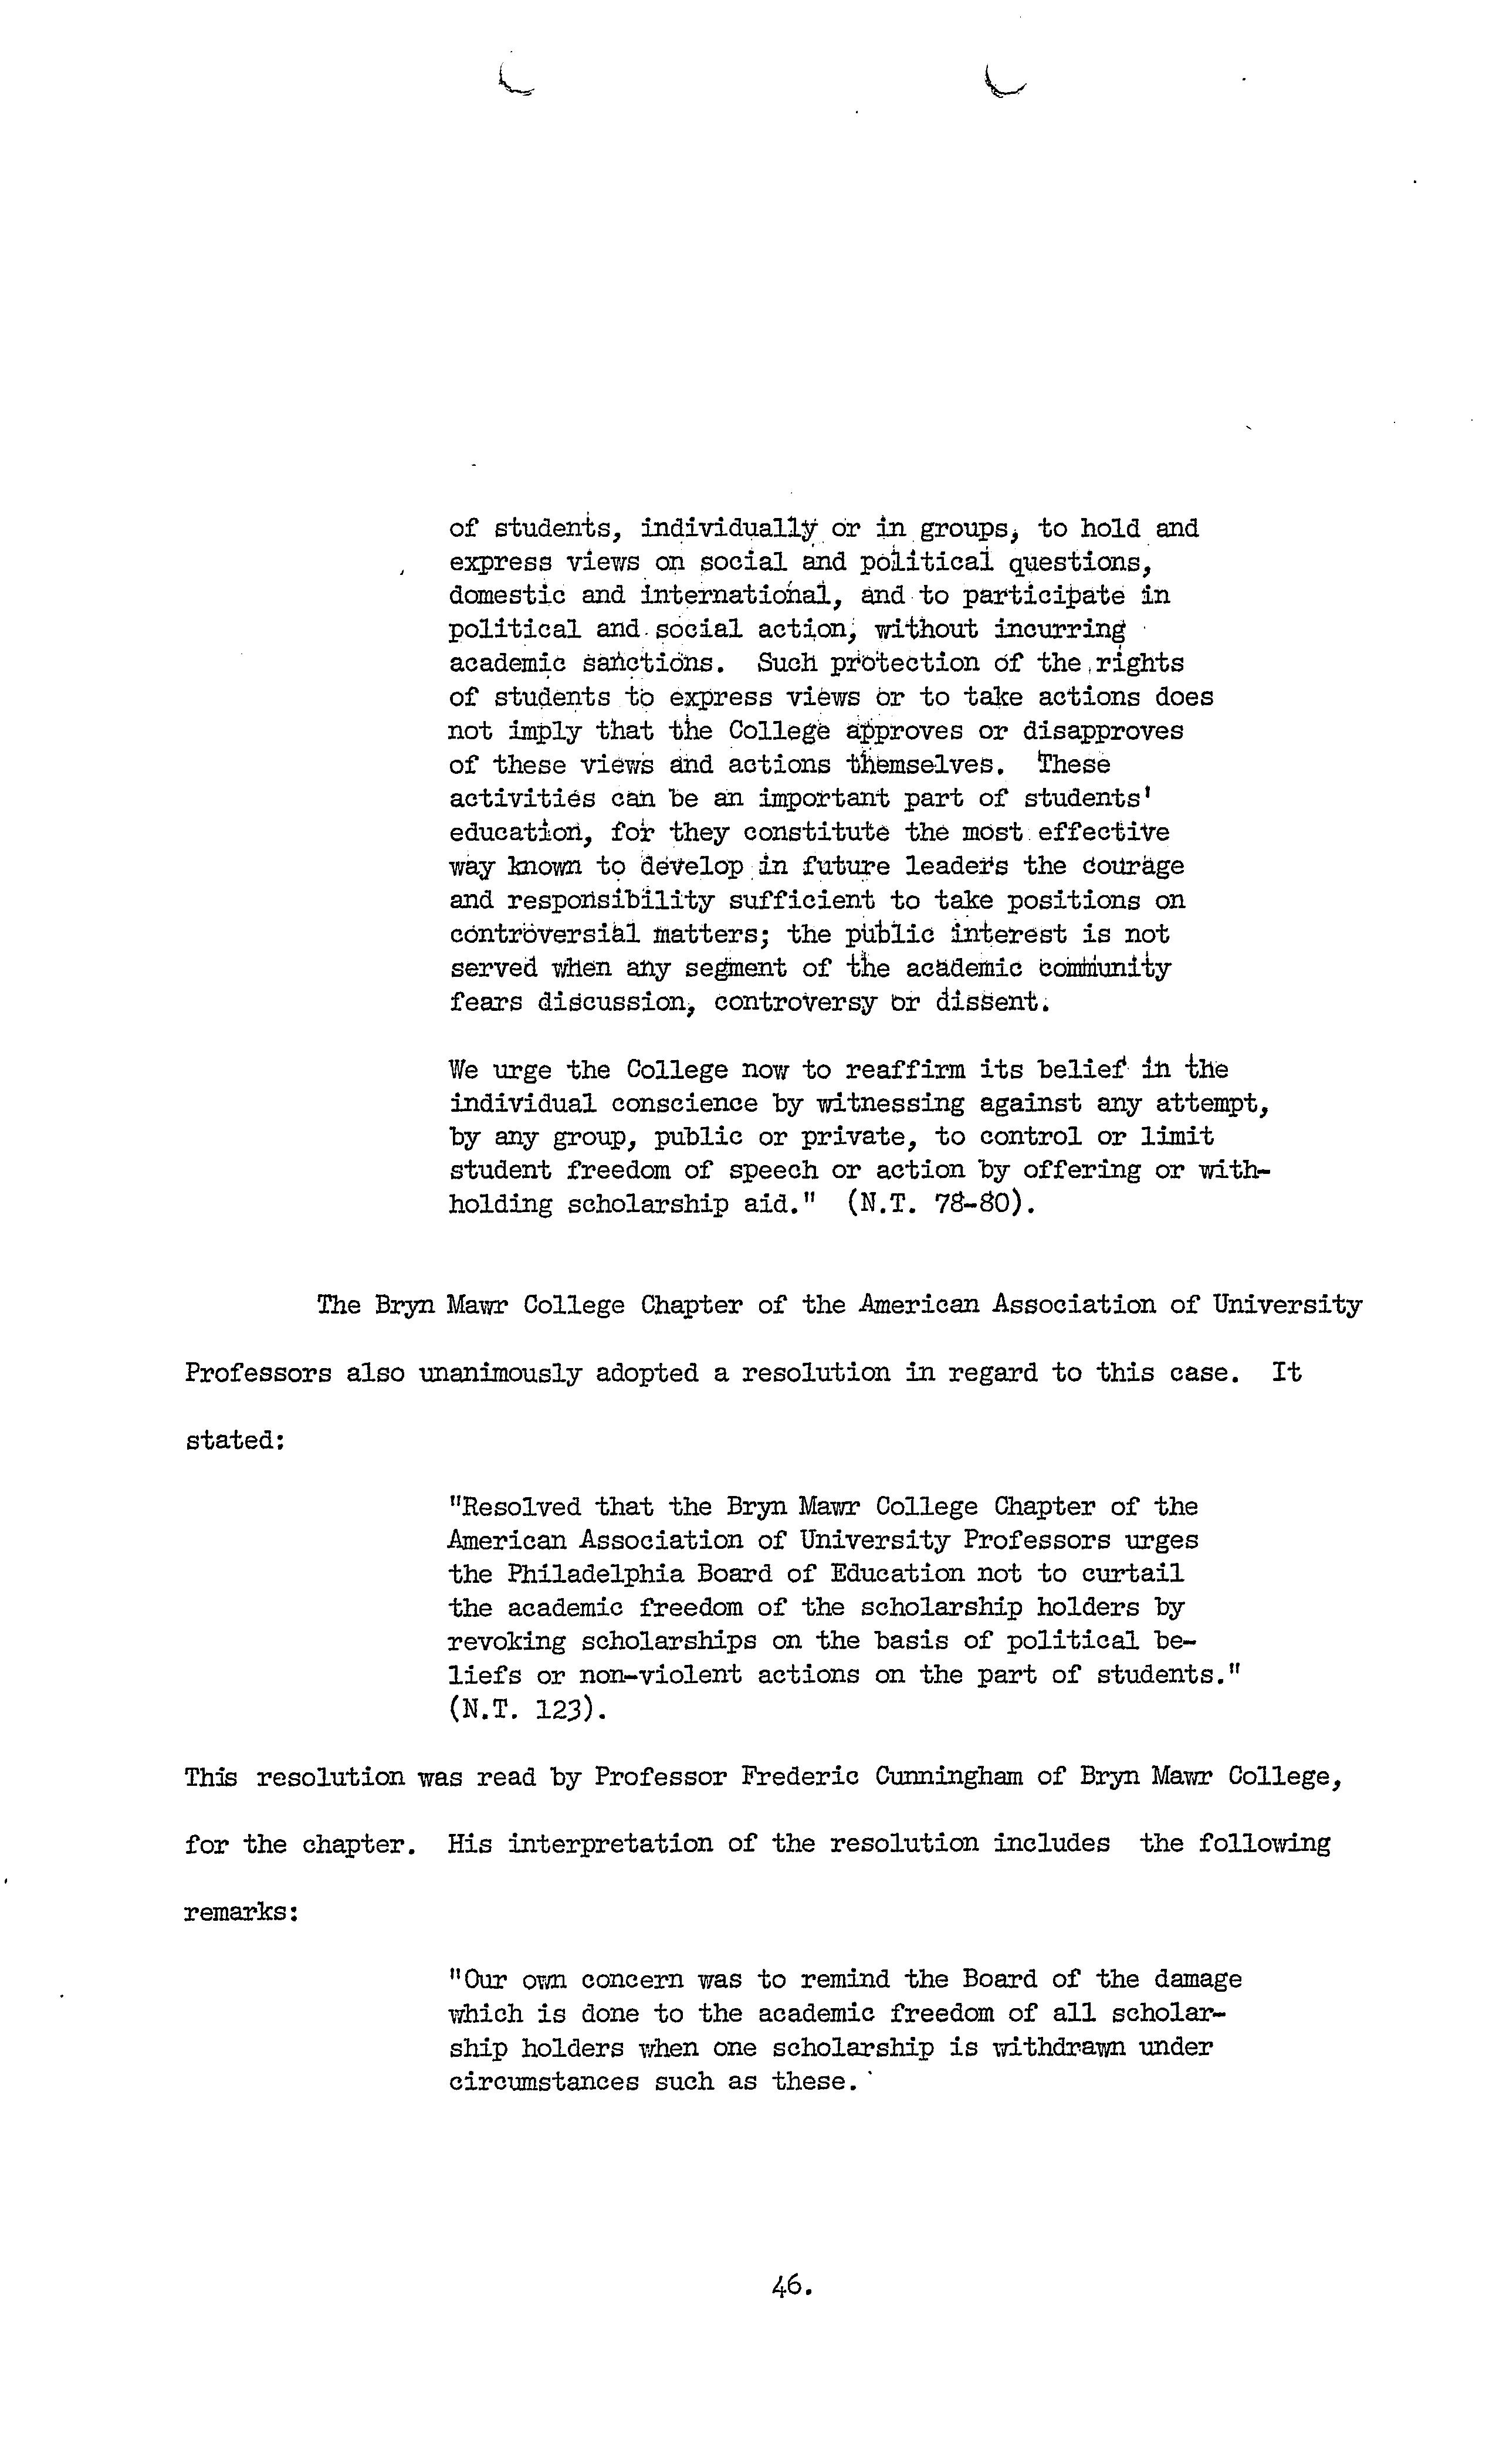 of students, individually or in groups, to hold and
express views on social and political questions,
domestic and international, and to participate in
political and social action, without incurring
academic sanctions. Such protection of the rights
of students to express views or to take actions does
not imply that the College approves or disapproves
of these views and actions themselves. These
activities can be an important part of students'
education, for they constitute the most effective
way known to develop in future leaders the courage
and responsibility sufficient to take positions on
controversial matters; the public interest is not
served when any segment of the academic community
fears discussion, controversy or dissent.
We urge the College now to reaffirm its belief in the
individual conscience by witnessing against any attempt,
by any group, public or private, to control or limit
student freedom of speech or action by offering or with-
holding scholarship aid." (N.T. 78-80).
The Bryn Mawr College Chapter of the American Association of University
Professors also unanimously adopted a resolution in regard to this case. It
stated:
"Resolved that the Bryn Mawr College Chapter of the
American Association of University Professors urges
the Philadelphia Board of Education not to curtail
the academic freedom of the scholarship holders by
revoking scholarships on the basis of political be-
liefs or non-violent actions on the part of students."
(N.T. 123).
This resolution was read by Professor Frederic Cunningham of Bryn Mawr College,
for the chapter. His interpretation of the resolution includes the following
remarks:
"Our own concern was to remind the Board of the damage
which is done to the academic freedom of all scholar-
ship holders when one scholarship is withdrawn under
circumstances such as these.
46.